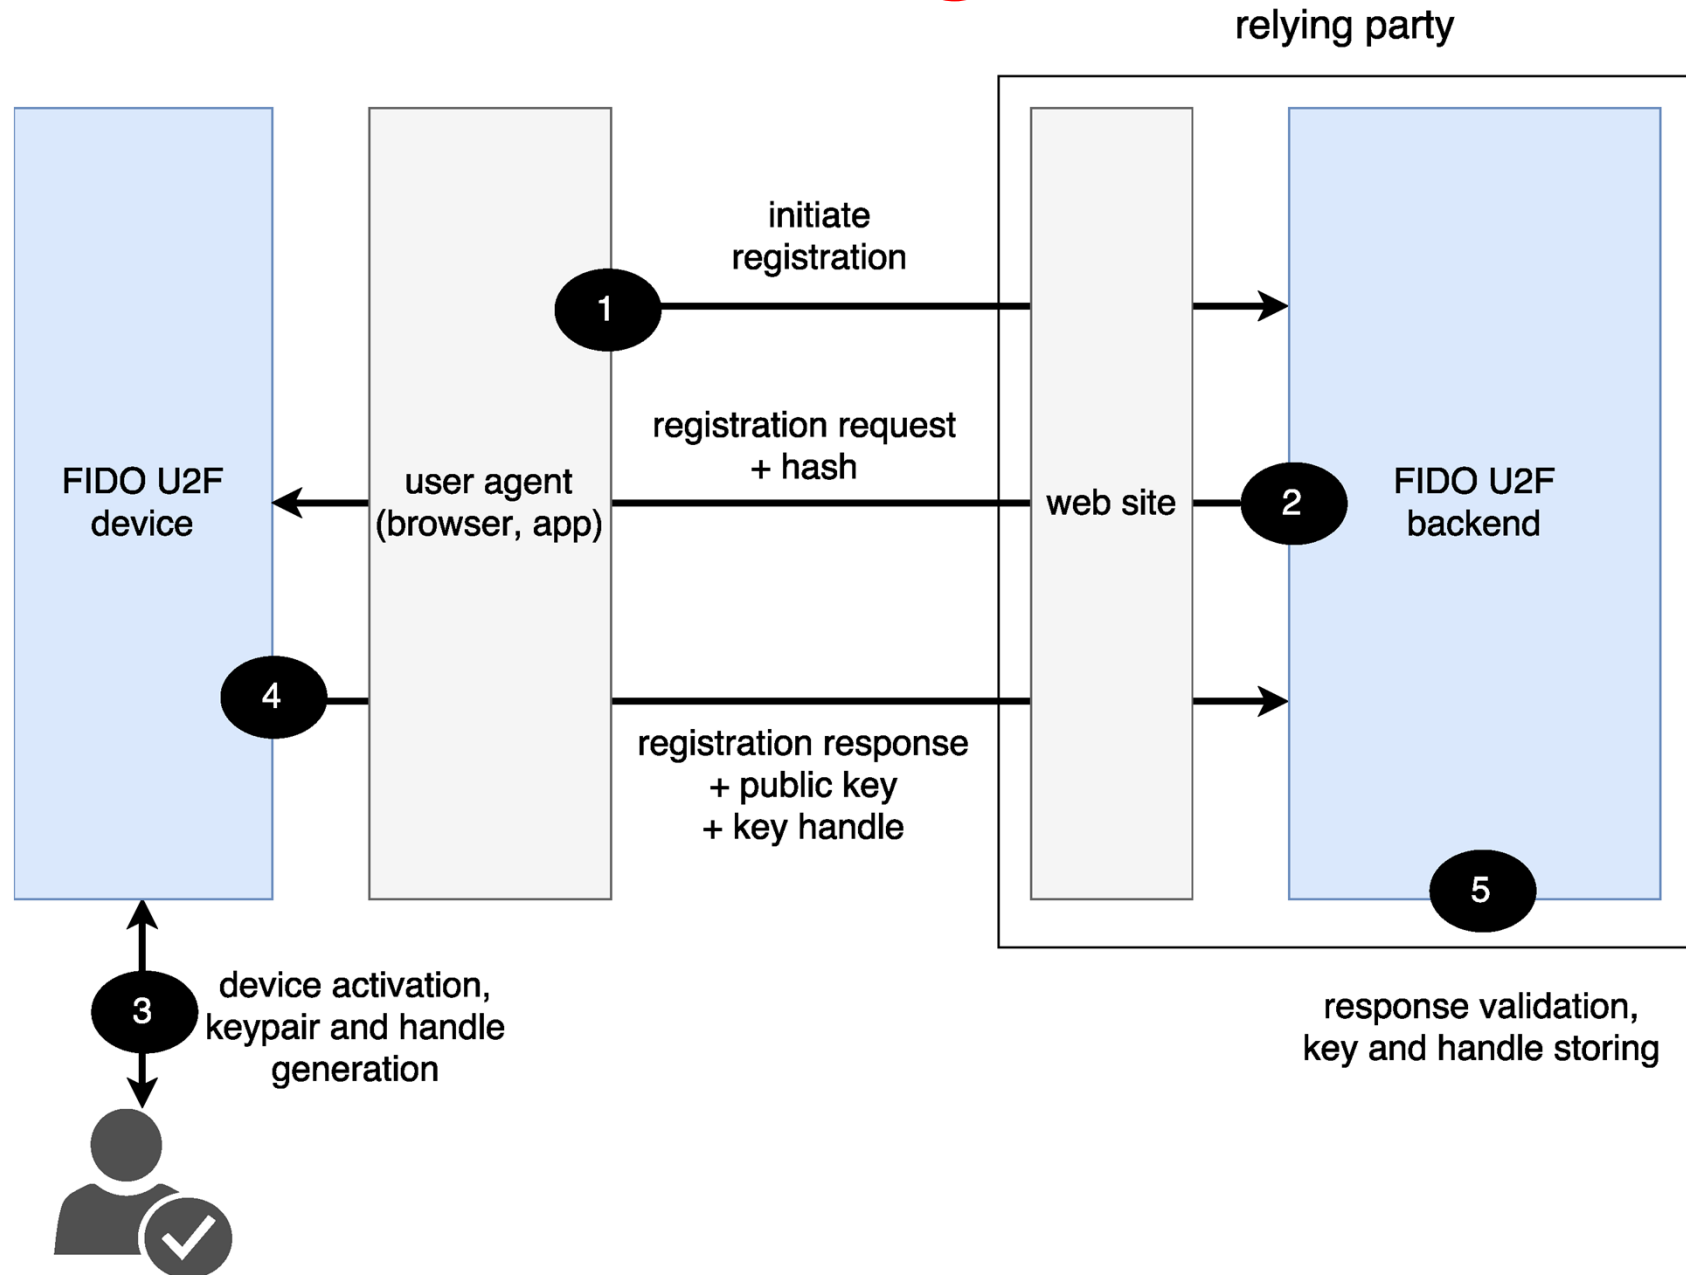 relying party
initiate
registration
1
registration request
+ hash
FIDO U2F
device
user agent
(browser, app)
web site
2
FIDO U2F
backend
4
registration response
+ public key
+ key handle
5
3
device activation,
keypair and handle
generation
response validation,
key and handle storing